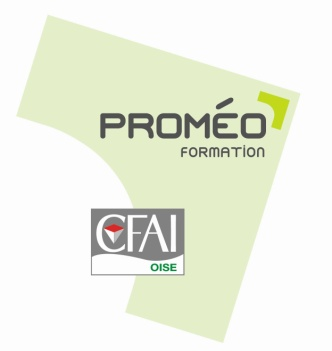 PROMÉO
FORMATION
CFAI
OISE